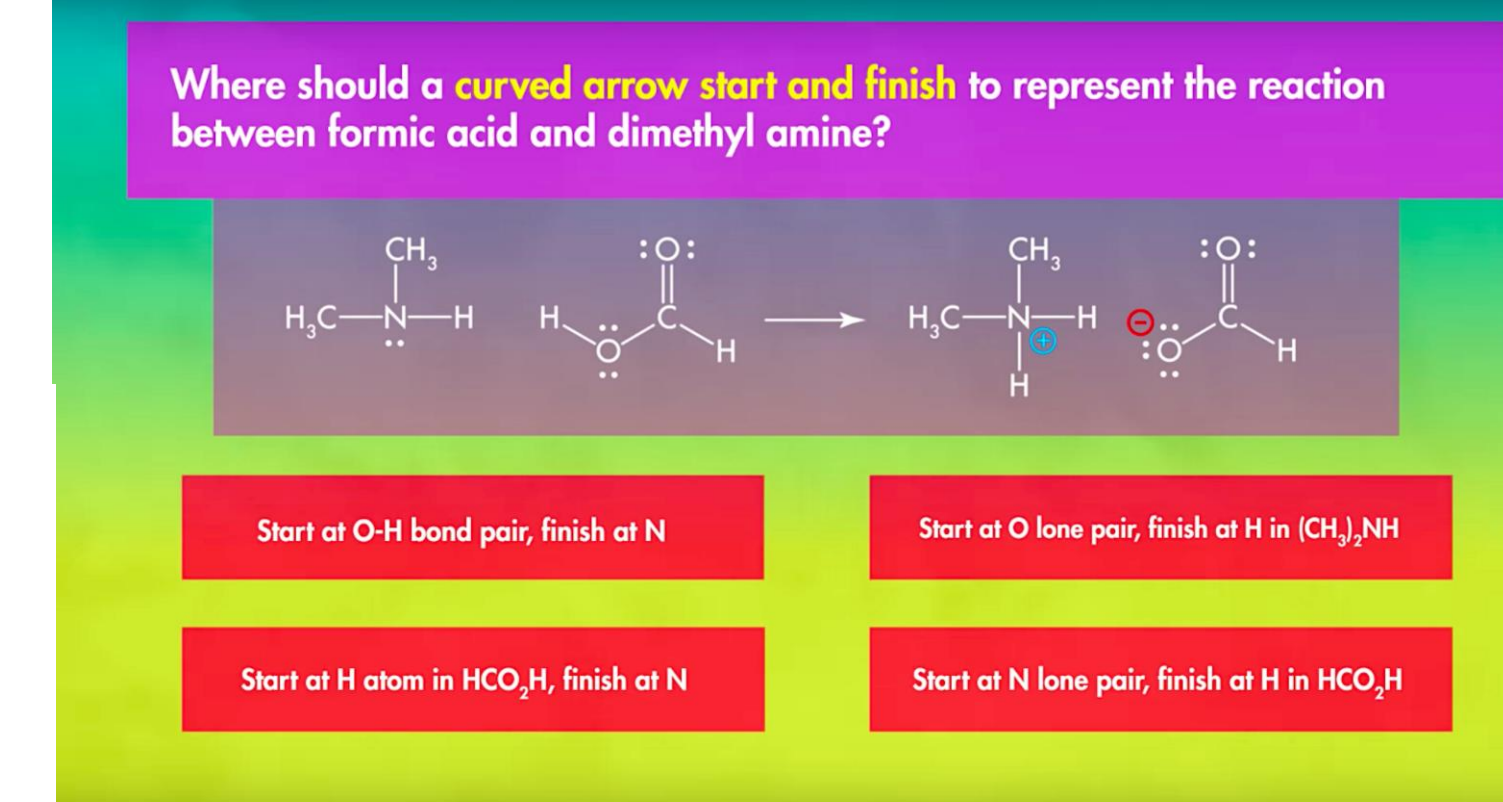 Where should a curved arrow start and finish to represent the reaction
between formic acid and dimethyl amine?
CH₃ :O: CH₃ :O:
H₃C—N—H H C H₃C—N—H ⊖ C
O H ⊕ :O H
H
Start at O-H bond pair, finish at N
Start at O lone pair, finish at H in (CH₃)₂NH
Start at H atom in HCO₂H, finish at N
Start at N lone pair, finish at H in HCO₂H